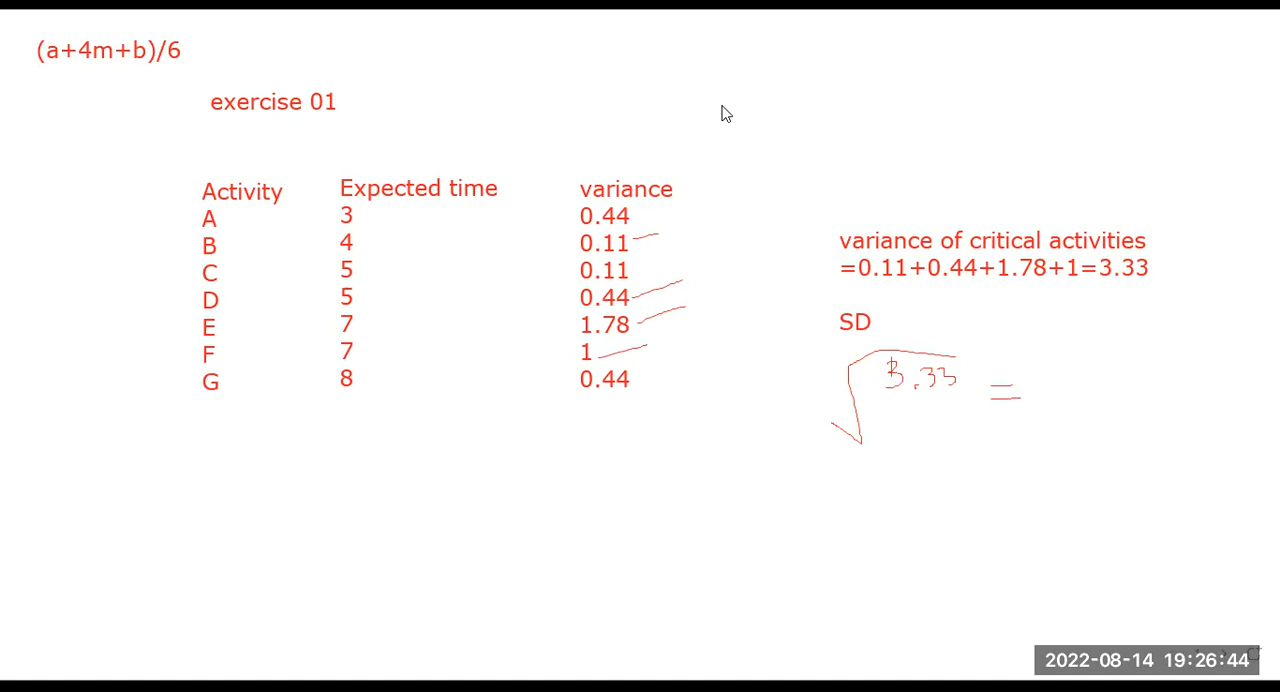 (a+4m+b)/6
exercise 01
Activity Expected time variance
A 3 0.44
B 4 0.11
C 5 0.11
D 5 0.44
E 7 1.78
F 7 1
G 8 0.44
variance of critical activities
=0.11+0.44+1.78+1=3.33
SD
√3.33 =
2022-08-14 19:26:44